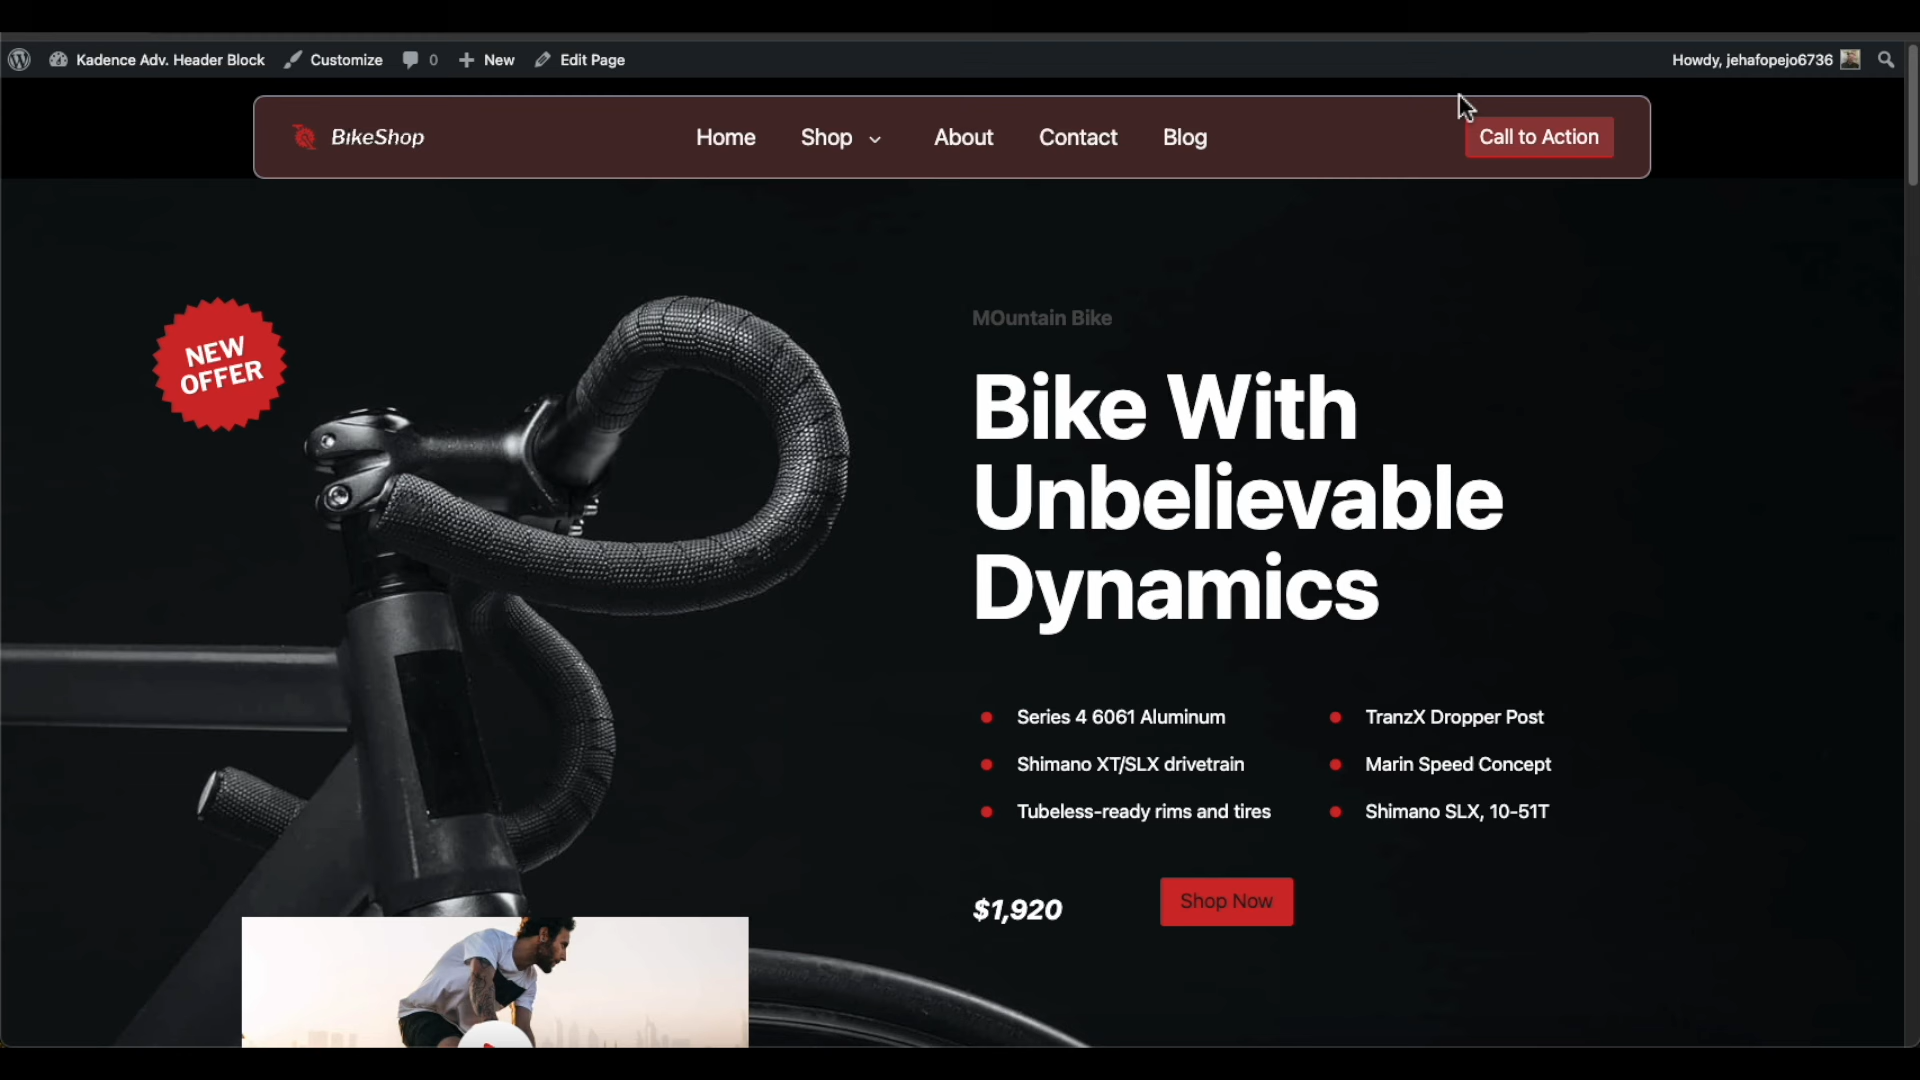 Kadence Adv. Header Block Customize 0 New Edit Page Howdy, jehafopejo6736
BikeShop Home Shop About Contact Blog Call to Action
NEW
OFFER
MOuntain Bike
Bike With
Unbelievable
Dynamics
Series 4 6061 Aluminum
TranzX Dropper Post
Shimano XT/SLX drivetrain
Marin Speed Concept
Tubeless-ready rims and tires
Shimano SLX, 10-51T
$1,920 Shop Now